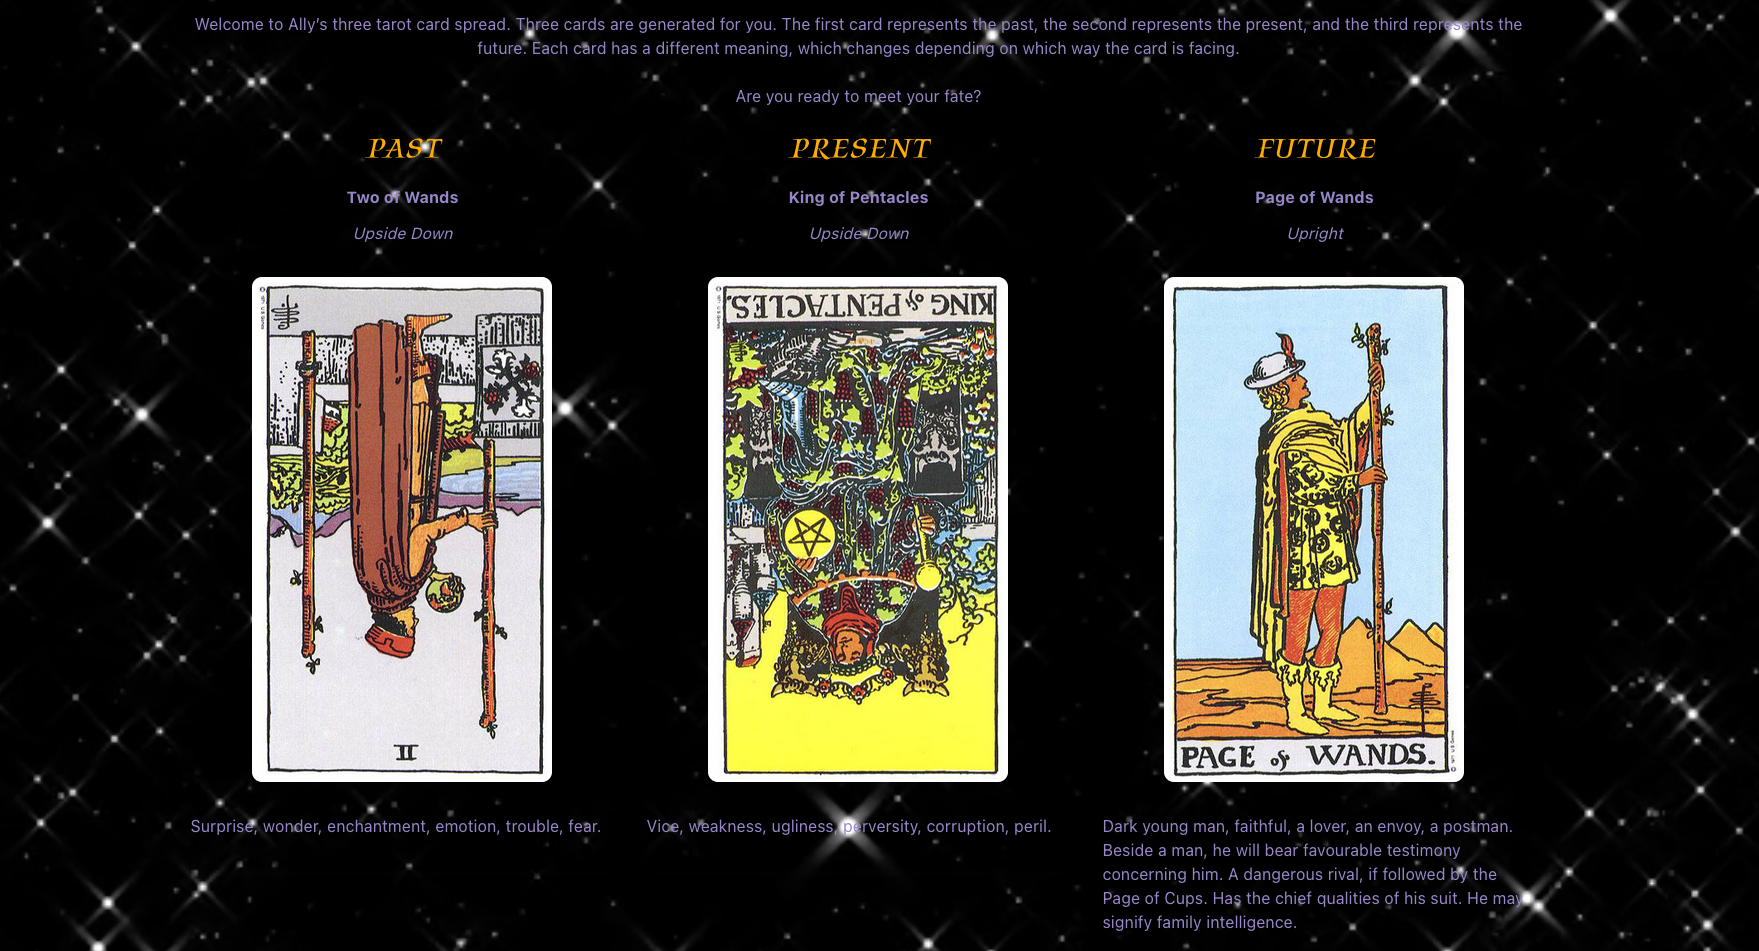 Welcome to Ally’s three tarot card spread. Three cards are generated for you. The first card represents the past, the second represents the present, and the third represents the
future. Each card has a different meaning, which changes depending on which way the card is facing.
Are you ready to meet your fate?
PAST
Two of Wands
Upside Down
II
Surprise, wonder, enchantment, emotion, trouble, fear.
PRESENT
King of Pentacles
Upside Down
KING of PENTACLES.
Vice, weakness, ugliness, perversity, corruption, peril.
FUTURE
Page of Wands
Upright
PAGE of WANDS.
Dark young man, faithful, a lover, an envoy, a postman.
Beside a man, he will bear favourable testimony
concerning him. A dangerous rival, if followed by the
Page of Cups. Has the chief qualities of his suit. He may
signify family intelligence.